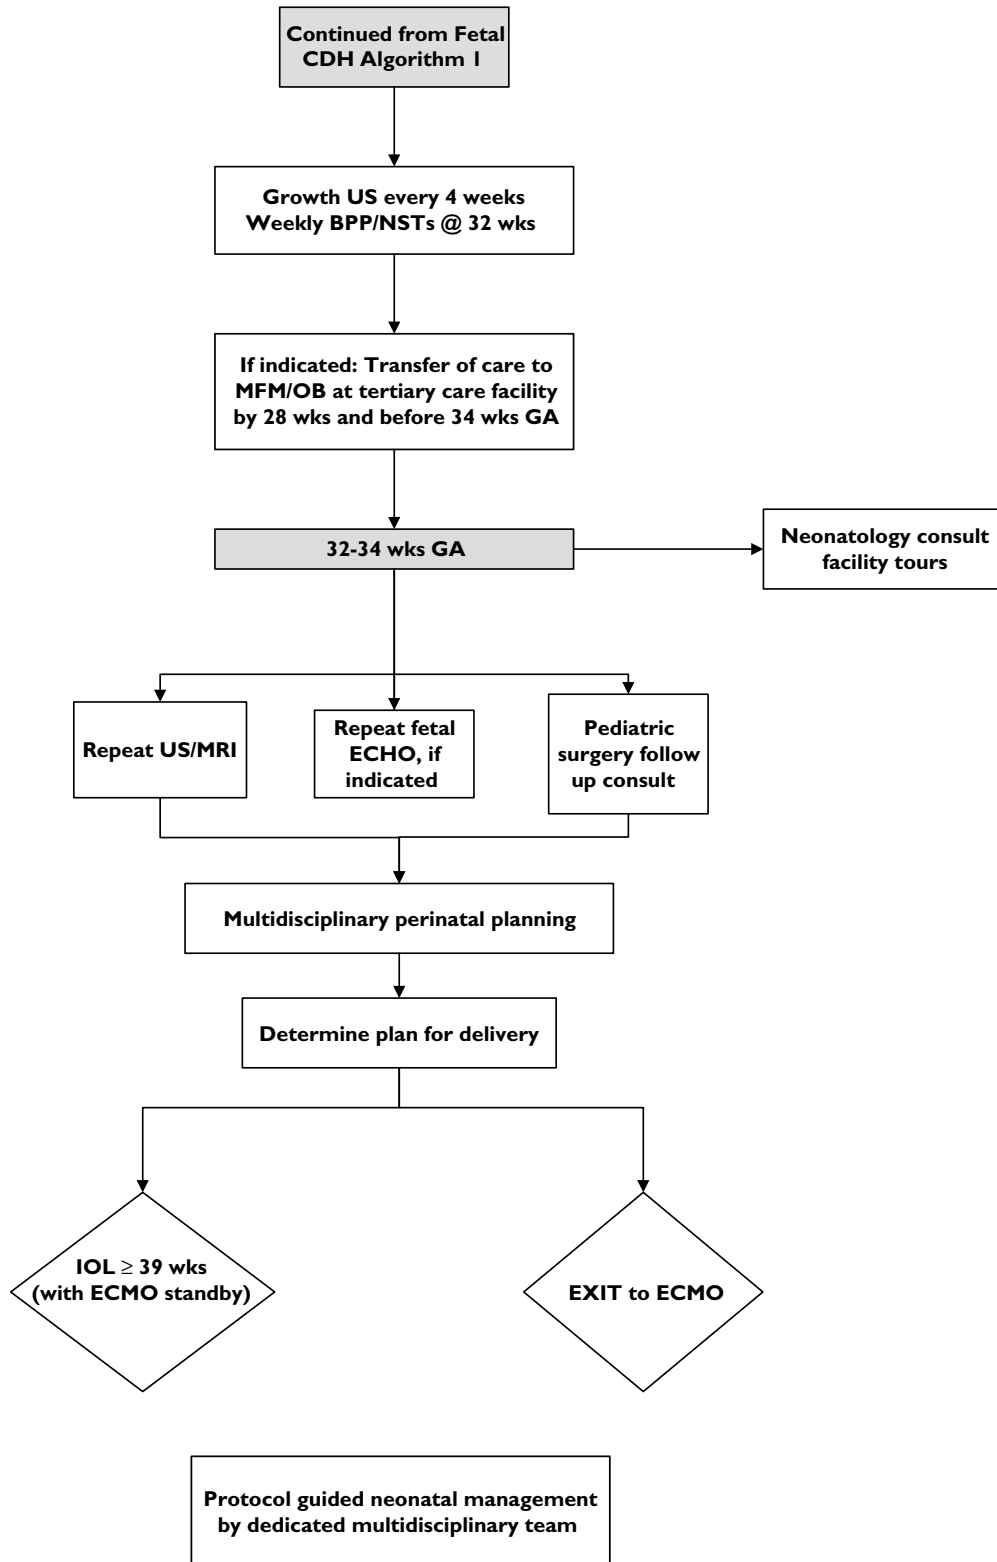 Continued from Fetal
CDH Algorithm 1
Growth US every 4 weeks
Weekly BPP/NSTs @ 32 wks
If indicated: Transfer of care to
MFM/OB at tertiary care facility
by 28 wks and before 34 wks GA
32-34 wks GA
Neonatology consult
facility tours
Repeat US/MRI
Repeat fetal
ECHO, if
indicated
Pediatric
surgery follow
up consult
Multidisciplinary perinatal planning
Determine plan for delivery
IOL ≥ 39 wks
(with ECMO standby)
EXIT to ECMO
Protocol guided neonatal management
by dedicated multidisciplinary team